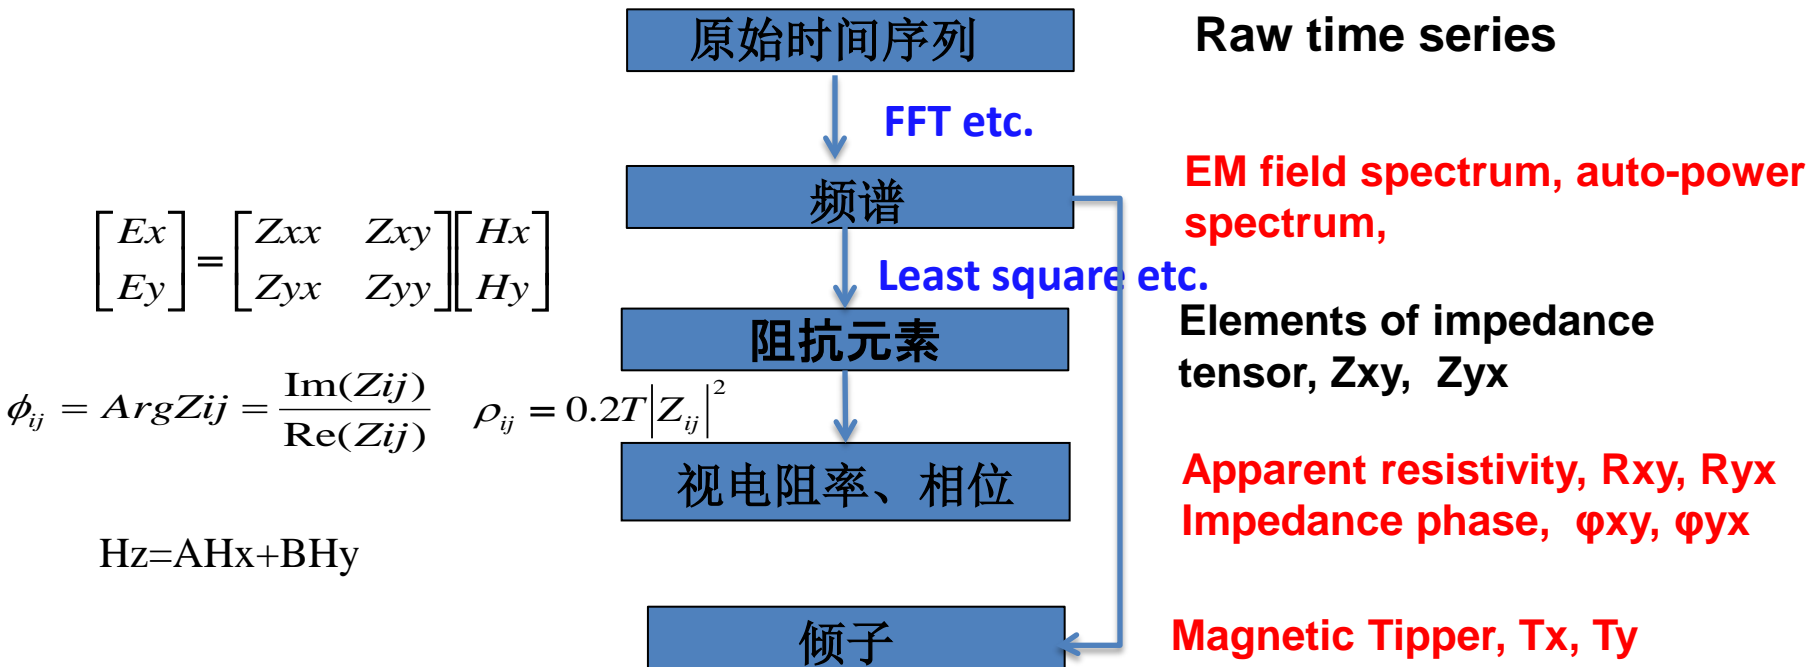 原始时间序列
Raw time series
FFT etc.
频谱
EM field spectrum, auto-power
spectrum,
[Ex Ey] = [Zxx Zxy Zyx Zyy][Hx Hy]
Least square etc.
阻抗元素
Elements of impedance
tensor, Zxy, Zyx
ϕij = ArgZij = Im(Zij) / Re(Zij)
ρij = 0.2T|Zij|²
视电阻率、相位
Apparent resistivity, Rxy, Ryx
Impedance phase, φxy, φyx
Hz=AHx+BHy
倾子
Magnetic Tipper, Tx, Ty